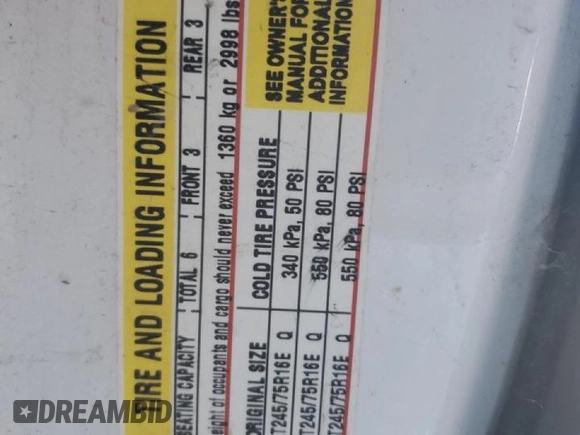 TIRE AND LOADING INFORMATION
SEATING CAPACITY : TOTAL 6 : FRONT 3 : REAR 3
eight of occupants and cargo should never exceed 1360 kg or 2998 lbs
ORIGINAL SIZE COLD TIRE PRESSURE
T245/75R16E Q 340 kPa, 50 PSI
T245/75R16E Q 550 kPa, 80 PSI
T245/75R16E Q 550 kPa, 80 PSI
SEE OWNER'S
MANUAL FOR
ADDITIONAL
INFORMATION
DREAMBID